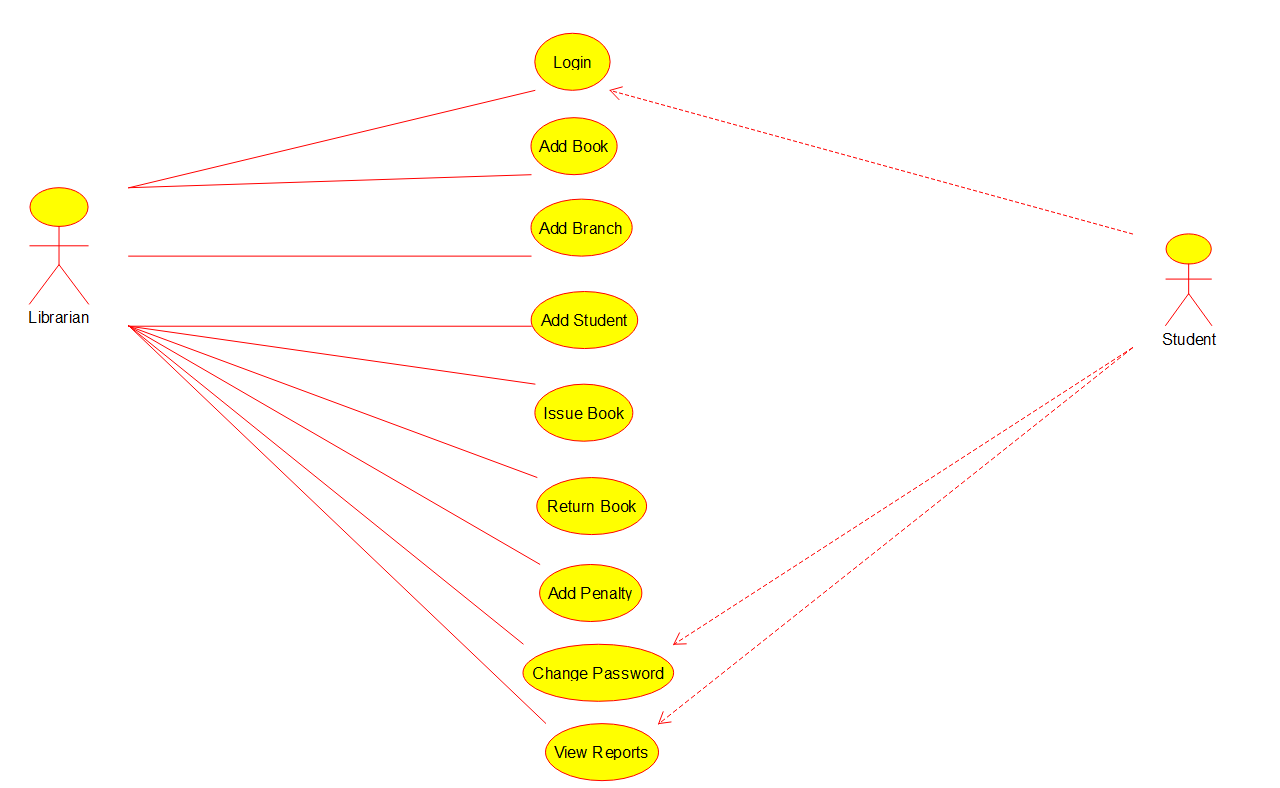 Login
Add Book
Add Branch
Librarian
Add Student
Student
Issue Book
Return Book
Add Penalty
Change Password
View Reports